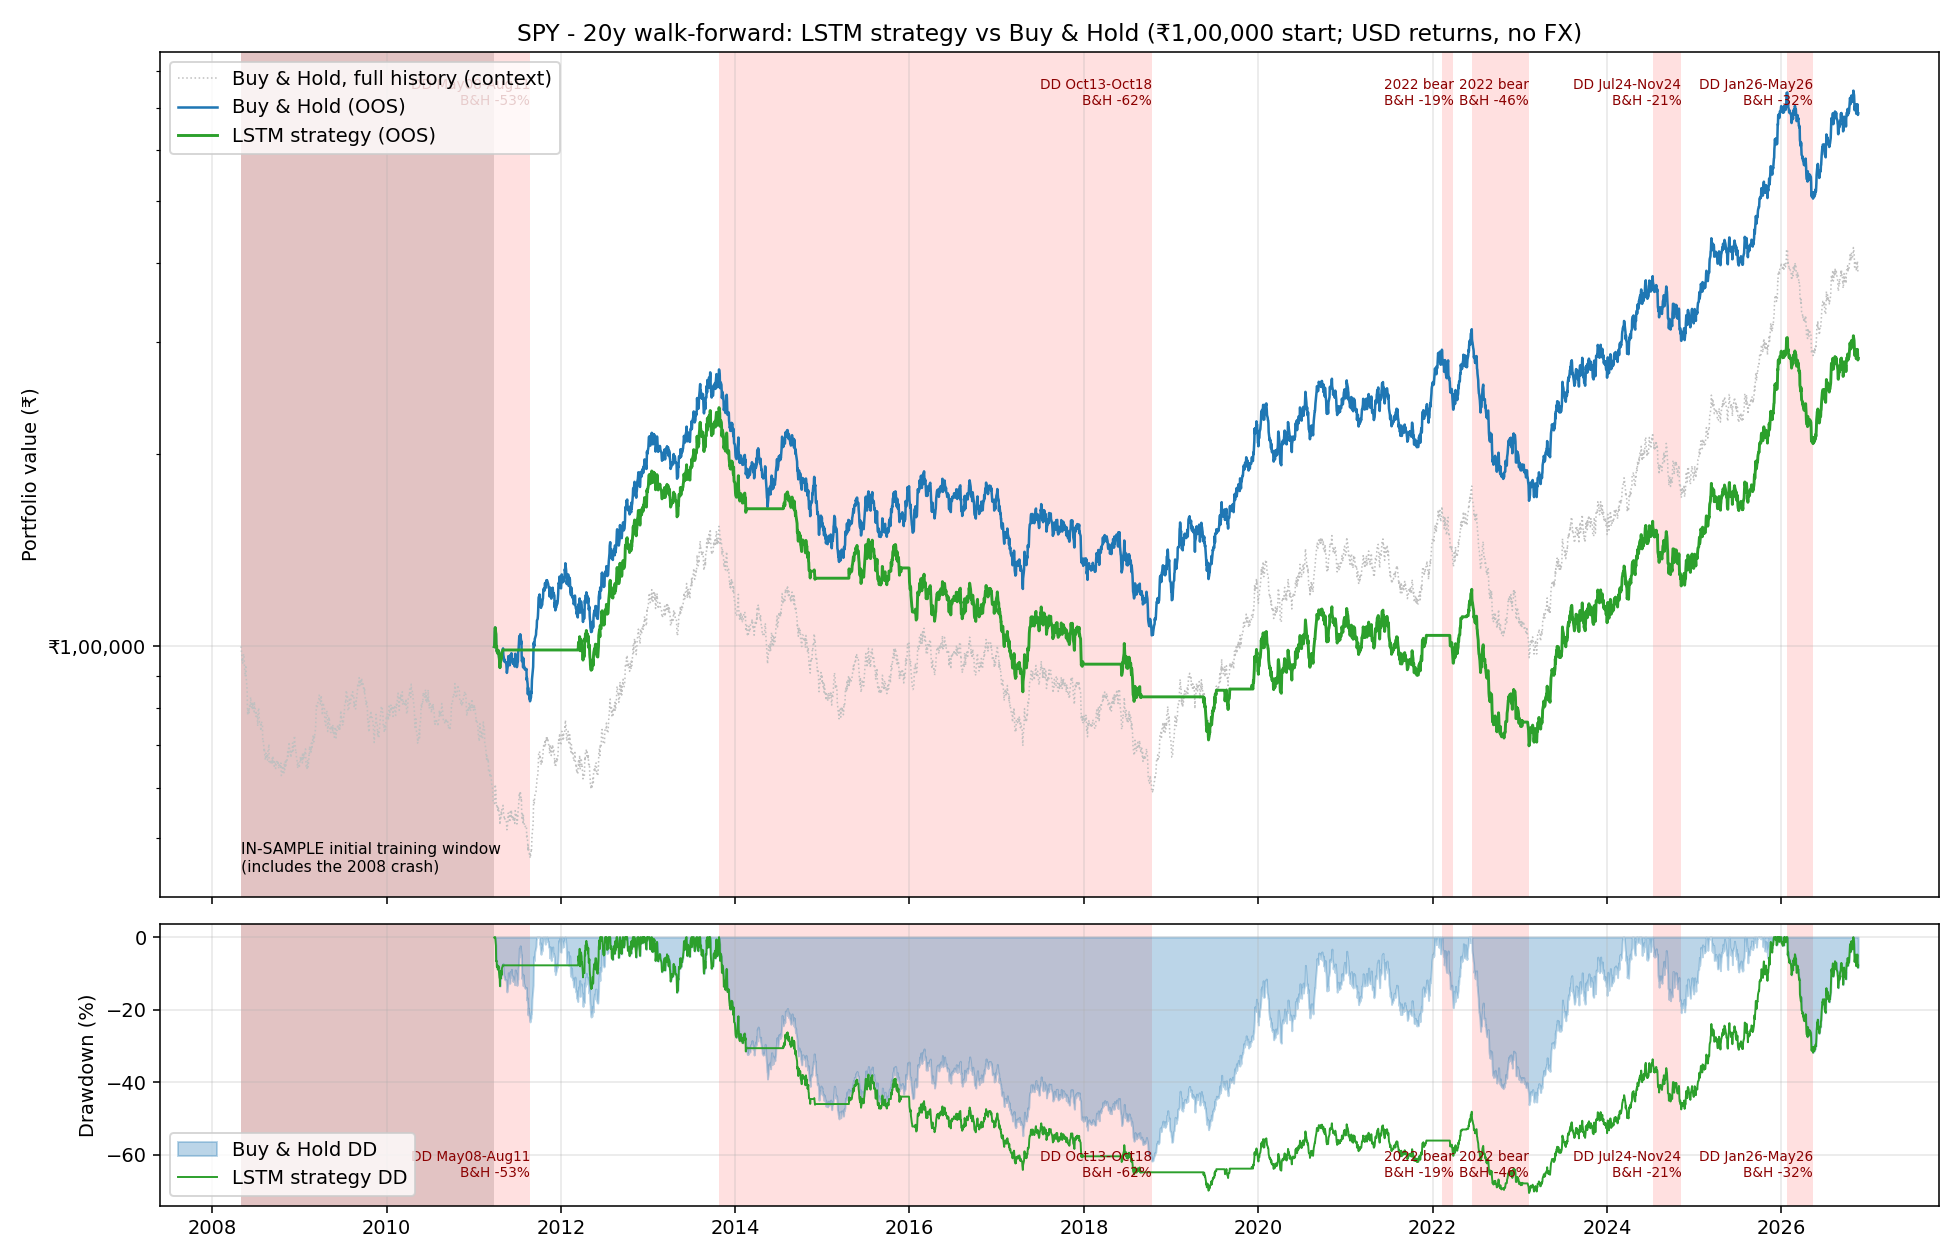 SPY - 20y walk-forward: LSTM strategy vs Buy & Hold (₹1,00,000 start; USD returns, no FX)
Buy & Hold, full history (context)
Buy & Hold (OOS)
LSTM strategy (OOS)
DD May08-Aug11
B&H -53%
DD Oct13-Oct18
B&H -62%
2022 bear
B&H -19%
2022 bear
B&H -46%
DD Jul24-Nov24
B&H -21%
DD Jan26-May26
B&H -32%
Portfolio value (₹)
₹1,00,000
IN-SAMPLE initial training window
(includes the 2008 crash)
Drawdown (%)
0
−20
−40
−60
Buy & Hold DD
LSTM strategy DD
DD May08-Aug11
B&H -53%
DD Oct13-Oct18
B&H -62%
2022 bear
B&H -19%
2022 bear
B&H -46%
DD Jul24-Nov24
B&H -21%
DD Jan26-May26
B&H -32%
2008
2010
2012
2014
2016
2018
2020
2022
2024
2026